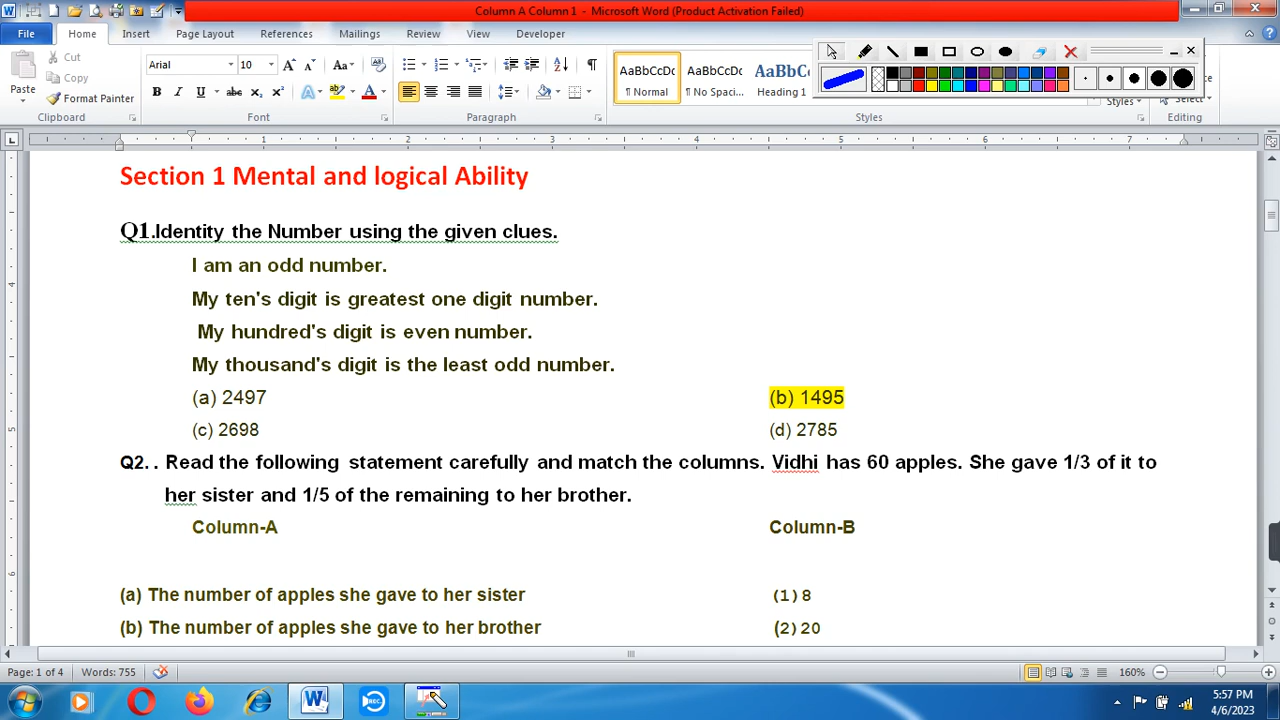 Column A Column 1 - Microsoft Word (Product Activation Failed)
File Home Insert Page Layout References Mailings Review View Developer
Cut
Copy
Paste
Format Painter
Clipboard
Arial 10
Font
Paragraph
AaBbCcDc AaBbCcDc AaBbCc
¶ Normal ¶ No Spaci... Heading 1
Styles
Styles
Select
Editing
1 2 3 4 5 6 7
Section 1 Mental and logical Ability
Q1.Identity the Number using the given clues.
I am an odd number.
My ten's digit is greatest one digit number.
My hundred's digit is even number.
My thousand's digit is the least odd number.
(a) 2497 (b) 1495
(c) 2698 (d) 2785
Q2. . Read the following statement carefully and match the columns. Vidhi has 60 apples. She gave 1/3 of it to
her sister and 1/5 of the remaining to her brother.
Column-A Column-B
(a) The number of apples she gave to her sister (1) 8
(b) The number of apples she gave to her brother (2) 20
Page: 1 of 4 Words: 755 160%
5:57 PM
4/6/2023